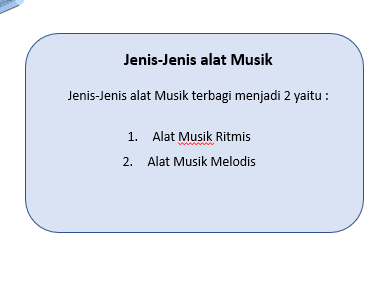 Jenis-Jenis alat Musik
Jenis-Jenis alat Musik terbagi menjadi 2 yaitu :
1. Alat Musik Ritmis
2. Alat Musik Melodis